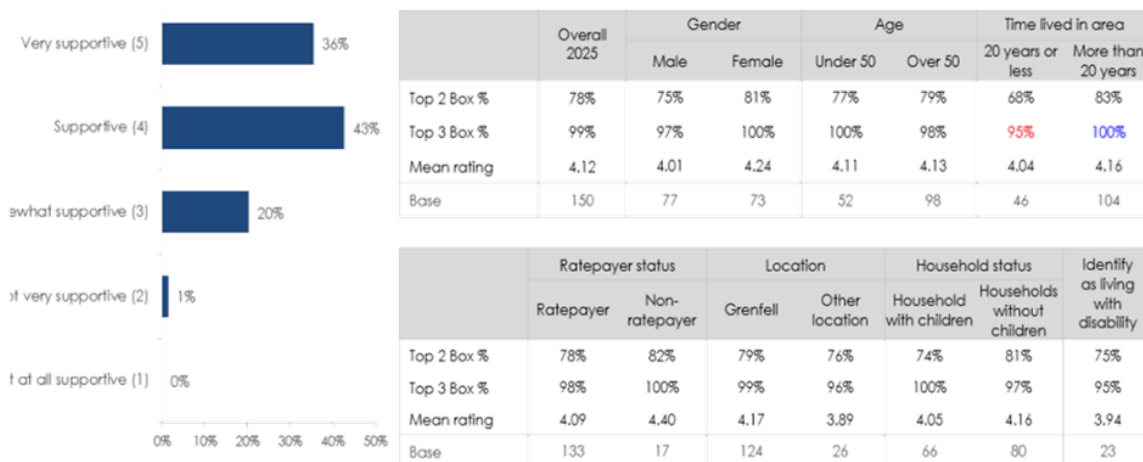 Very supportive (5) 36%
Supportive (4) 43%
ewhat supportive (3) 20%
very supportive (2) 1%
at all supportive (1) 0%
0% 10% 20% 30% 40% 50%
Overall 2025 Gender Age Time lived in area
Male Female Under 50 Over 50 20 years or less More than 20 years
Top 2 Box % 78% 75% 81% 77% 79% 68% 83%
Top 3 Box % 99% 97% 100% 100% 98% 95% 100%
Mean rating 4.12 4.01 4.24 4.11 4.13 4.04 4.16
Base 150 77 73 52 98 46 104
Ratepayer status Location Household status Identify as living with disability
Ratepayer Non-ratepayer Grenfell Other location Household with children Households without children
Top 2 Box % 78% 82% 79% 76% 74% 81% 75%
Top 3 Box % 98% 100% 99% 96% 100% 97% 95%
Mean rating 4.09 4.40 4.17 3.89 4.05 4.16 3.94
Base 133 17 124 26 66 80 23